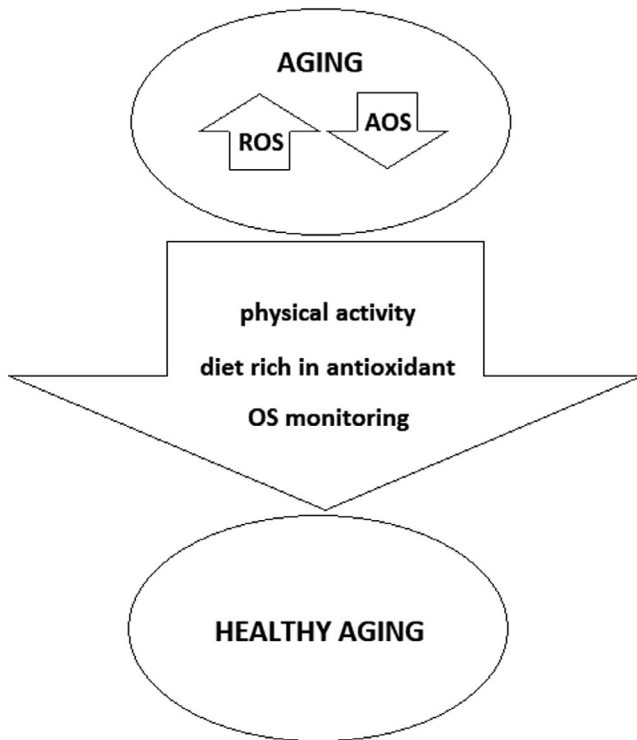 AGING
ROS AOS
physical activity
diet rich in antioxidant
OS monitoring
HEALTHY AGING